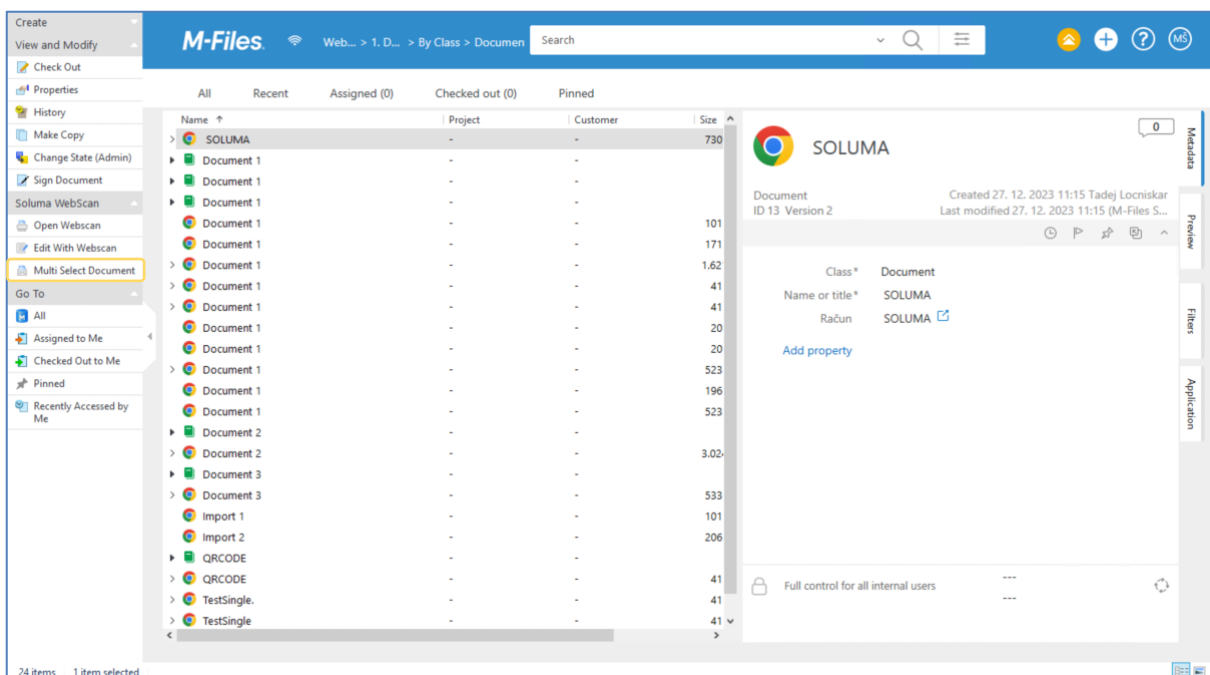 Create
View and Modify
Check Out
Properties
History
Make Copy
Change State (Admin)
Sign Document
Soluma WebScan
Open Webscan
Edit With Webscan
Multi Select Document
Go To
All
Assigned to Me
Checked Out to Me
Pinned
Recently Accessed by
Me
M-Files.
Web... > 1. D... > By Class > Documen
Search
MŠ
All Recent Assigned (0) Checked out (0) Pinned
Name Project Customer Size
SOLUMA - - 730
Document 1 - -
Document 1 - -
Document 1 - -
Document 1 - - 101
Document 1 - - 171
Document 1 - - 1.62
Document 1 - - 41
Document 1 - - 41
Document 1 - - 20
Document 1 - - 20
Document 1 - - 523
Document 1 - - 196
Document 1 - - 523
Document 2 - -
Document 2 - - 3.02
Document 3 - -
Document 3 - - 533
Import 1 - - 101
Import 2 - - 206
QRCODE - -
QRCODE - - 41
TestSingle. - - 41
TestSingle - - 41
SOLUMA
0
Document
Created 27. 12. 2023 11:15 Tadej Locniskar
ID 13 Version 2
Last modified 27. 12. 2023 11:15 (M-Files S...
Class* Document
Name or title* SOLUMA
Račun SOLUMA
Add property
Full control for all internal users
---
---
Metadata
Preview
Filters
Application
24 items 1 item selected